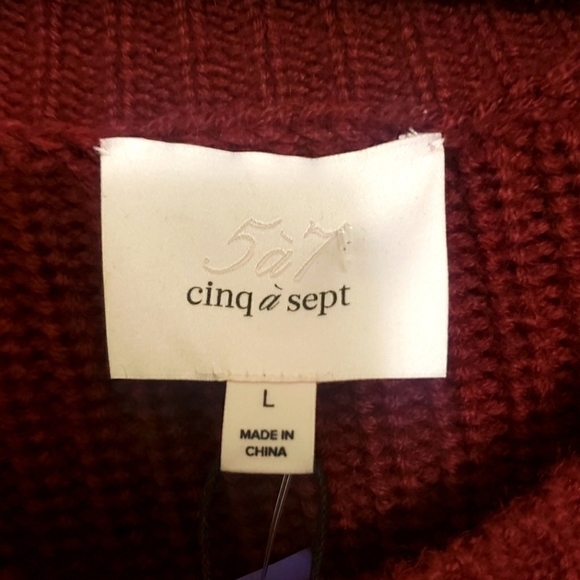 5à7
cinq à sept
L
MADE IN
CHINA